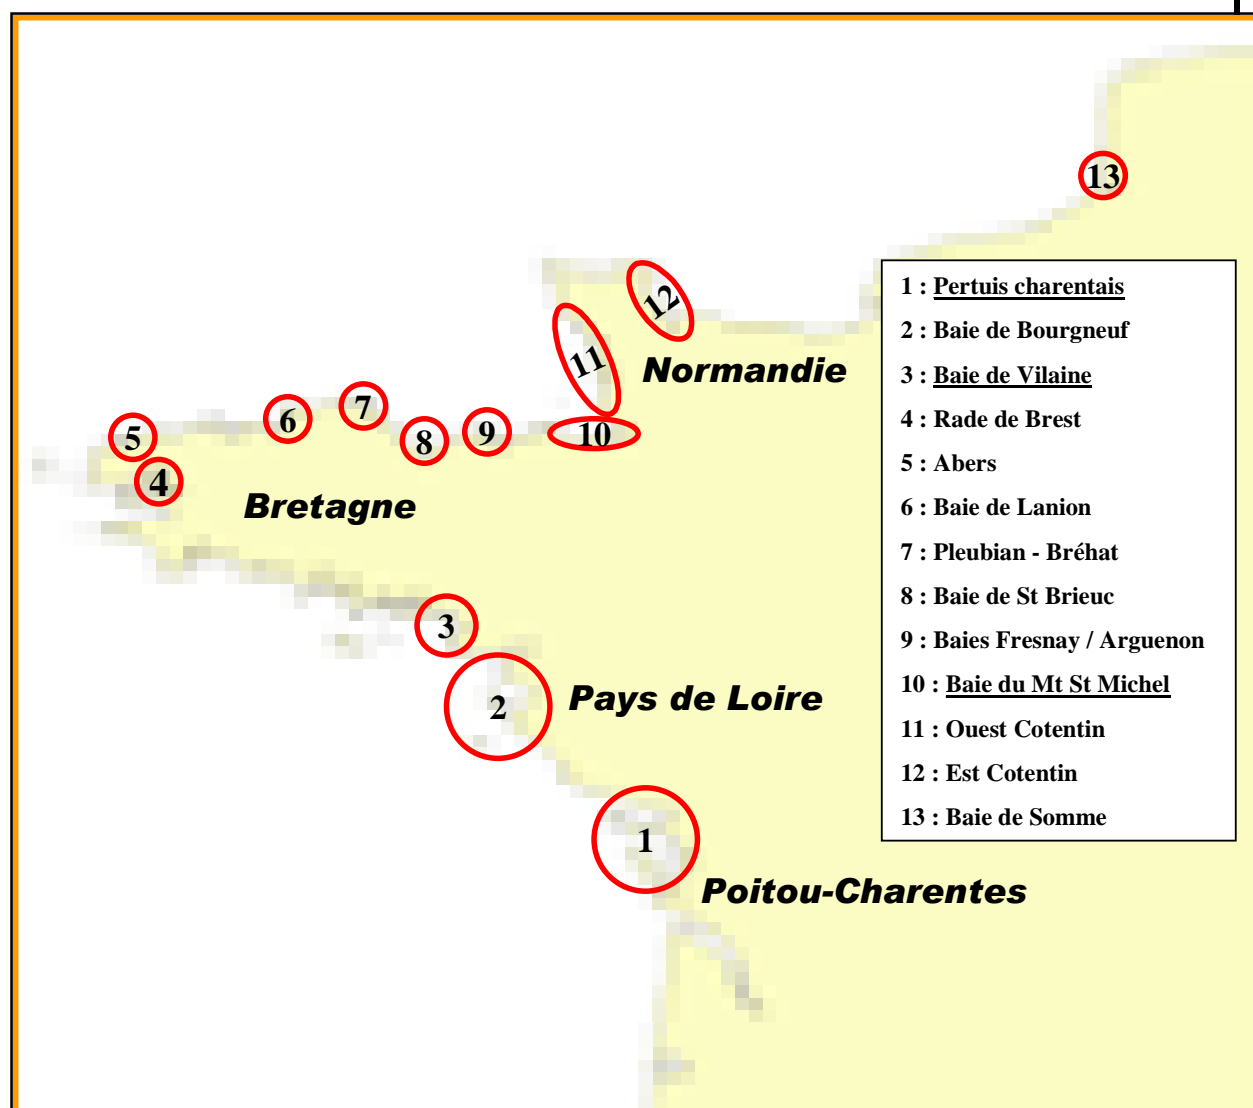 13
12
11
Normandie
7
6
5
8
9
10
4
Bretagne
3
2
Pays de Loire
1
Poitou-Charentes
1 : Pertuis charentais
2 : Baie de Bourgneuf
3 : Baie de Vilaine
4 : Rade de Brest
5 : Abers
6 : Baie de Lanion
7 : Pleubian - Bréhat
8 : Baie de St Brieuc
9 : Baies Fresnay / Arguenon
10 : Baie du Mt St Michel
11 : Ouest Cotentin
12 : Est Cotentin
13 : Baie de Somme